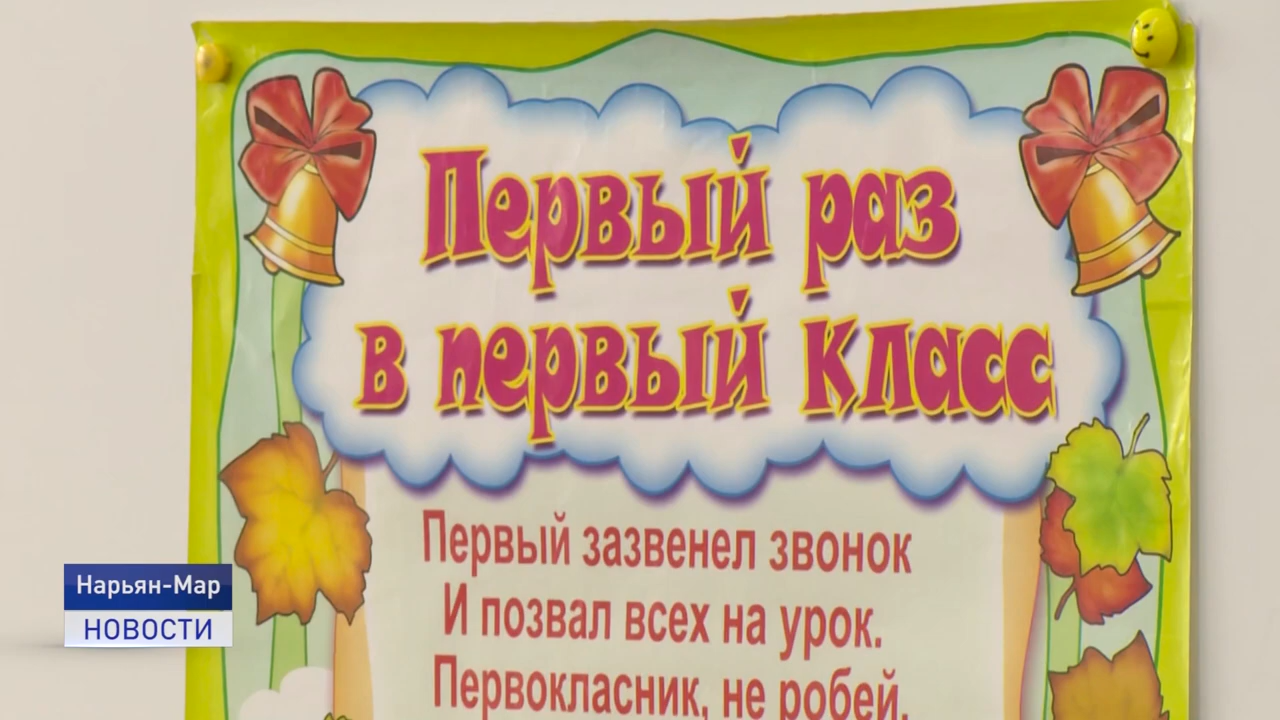 Первый раз
в первый класс
Первый зазвенел звонок
И позвал всех на урок.
Первокласник, не робей,
Нарьян-Мар
НОВОСТИ